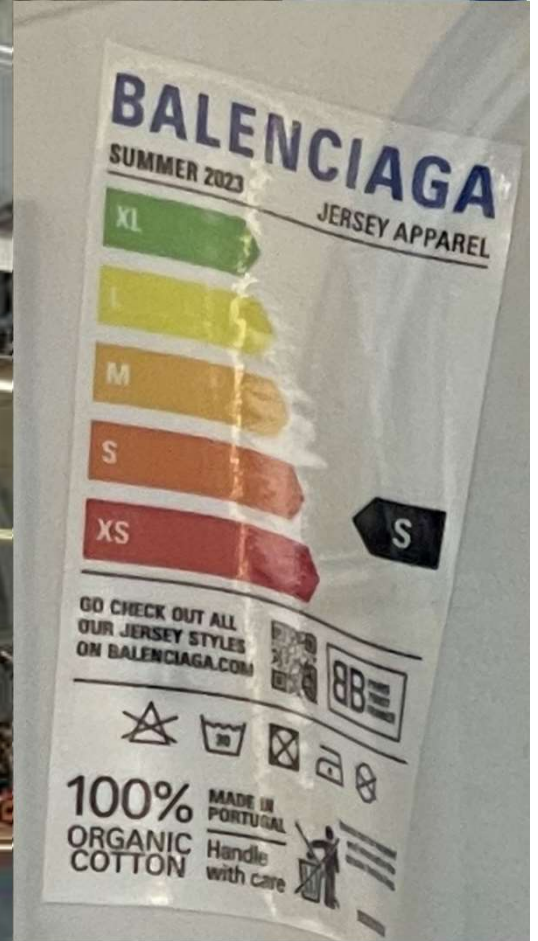 BALENCIAGA
SUMMER 2023
JERSEY APPAREL
XL
L
M
S
XS
S
GO CHECK OUT ALL
OUR JERSEY STYLES
ON BALENCIAGA.COM
BB
30
100%
ORGANIC
COTTON
MADE IN
PORTUGAL
Handle
with care